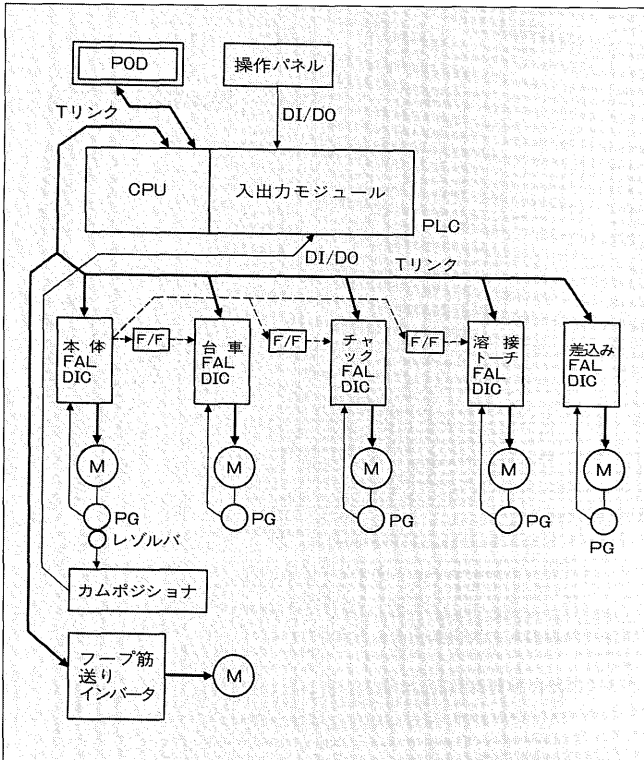 POD
操作パネル
Tリンク
DI/DO
CPU
入出力モジュール
PLC
DI/DO
Tリンク
本体
FAL
DIC
F/F
台車
FAL
DIC
F/F
チャ
ック
FAL
DIC
F/F
溶接
トーチ
FAL
DIC
差込み
FAL
DIC
M
M
M
M
M
PG
PG
PG
PG
PG
レゾルバ
カムポジショナ
フープ筋
送り
インバータ
M